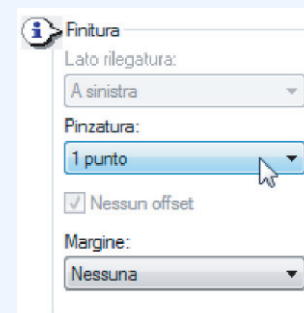 Finitura
Lato rilegatura:
A sinistra
Pinzatura:
1 punto
Nessun offset
Margine:
Nessuna